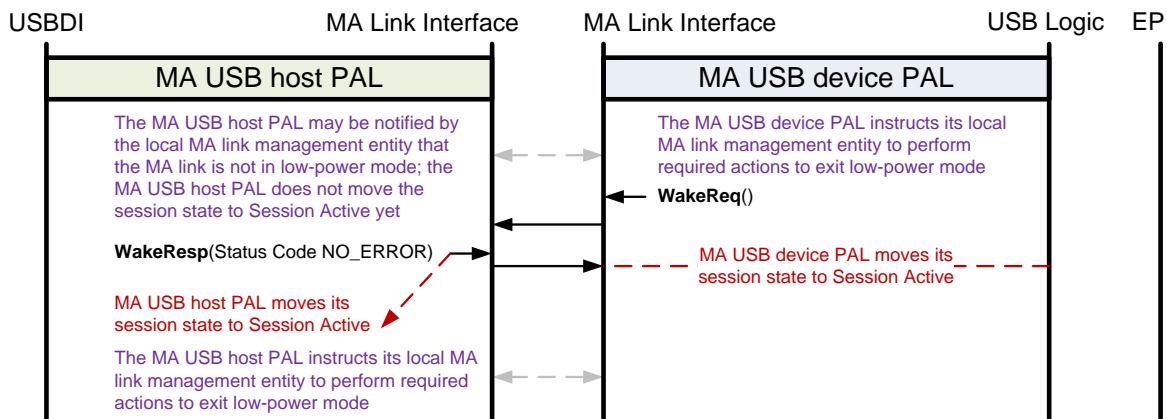 USBDI MA Link Interface MA Link Interface USB Logic EP
MA USB host PAL
MA USB device PAL
The MA USB host PAL may be notified by
the local MA link management entity that
the MA link is not in low-power mode; the
MA USB host PAL does not move the
session state to Session Active yet
The MA USB device PAL instructs its local
MA link management entity to perform
required actions to exit low-power mode
WakeReq()
WakeResp(Status Code NO_ERROR)
MA USB device PAL moves its
session state to Session Active
MA USB host PAL moves its
session state to Session Active
The MA USB host PAL instructs its local MA
link management entity to perform required
actions to exit low-power mode